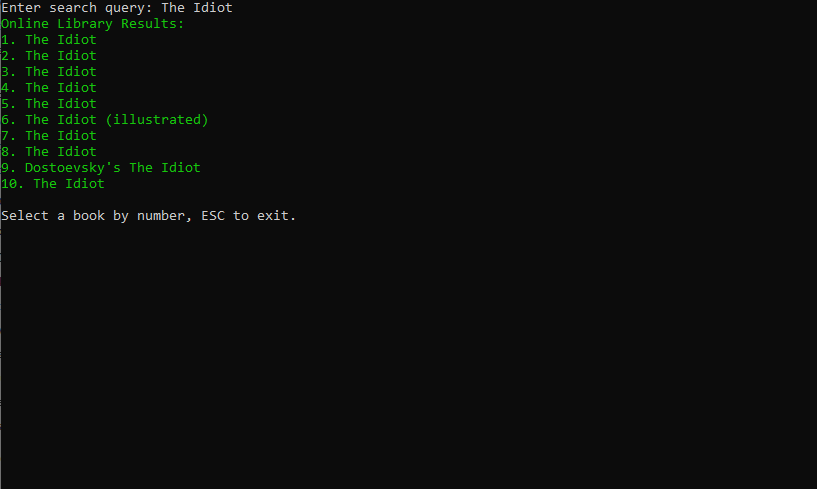 Enter search query: The Idiot
Online Library Results:
1. The Idiot
2. The Idiot
3. The Idiot
4. The Idiot
5. The Idiot
6. The Idiot (illustrated)
7. The Idiot
8. The Idiot
9. Dostoevsky's The Idiot
10. The Idiot
Select a book by number, ESC to exit.